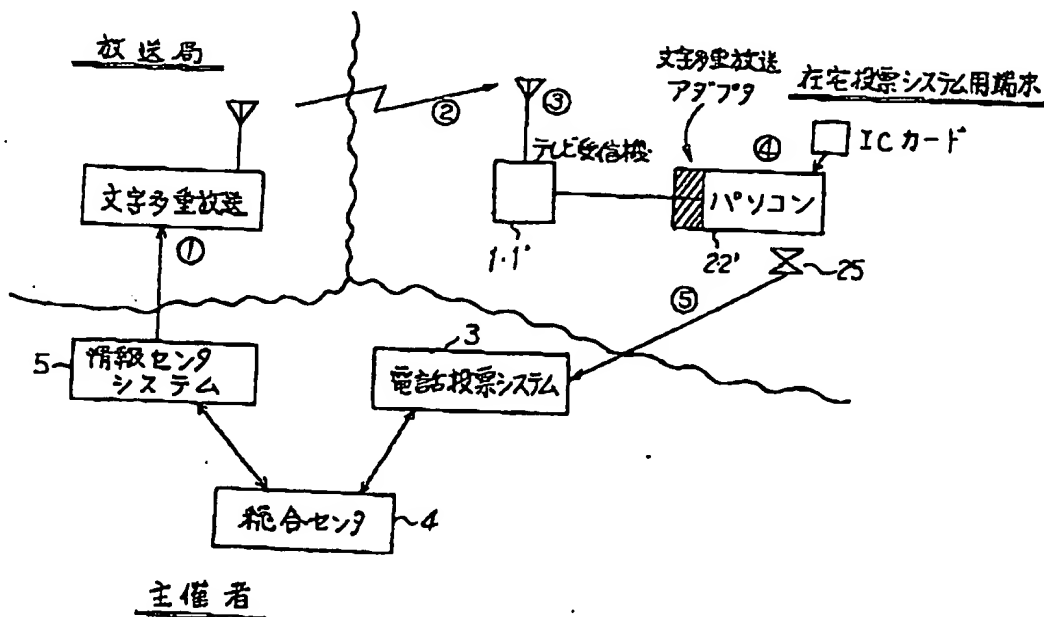 放送局
文字多重放送
①
②
③
テレビ受信機
1・1'
文字多重放送
アダプタ
在宅投票システム用端末
④
ICカード
パソコン
2・2'
25
⑤
5
情報センタ
システム
3
電話投票システム
総合センタ
4
主催者